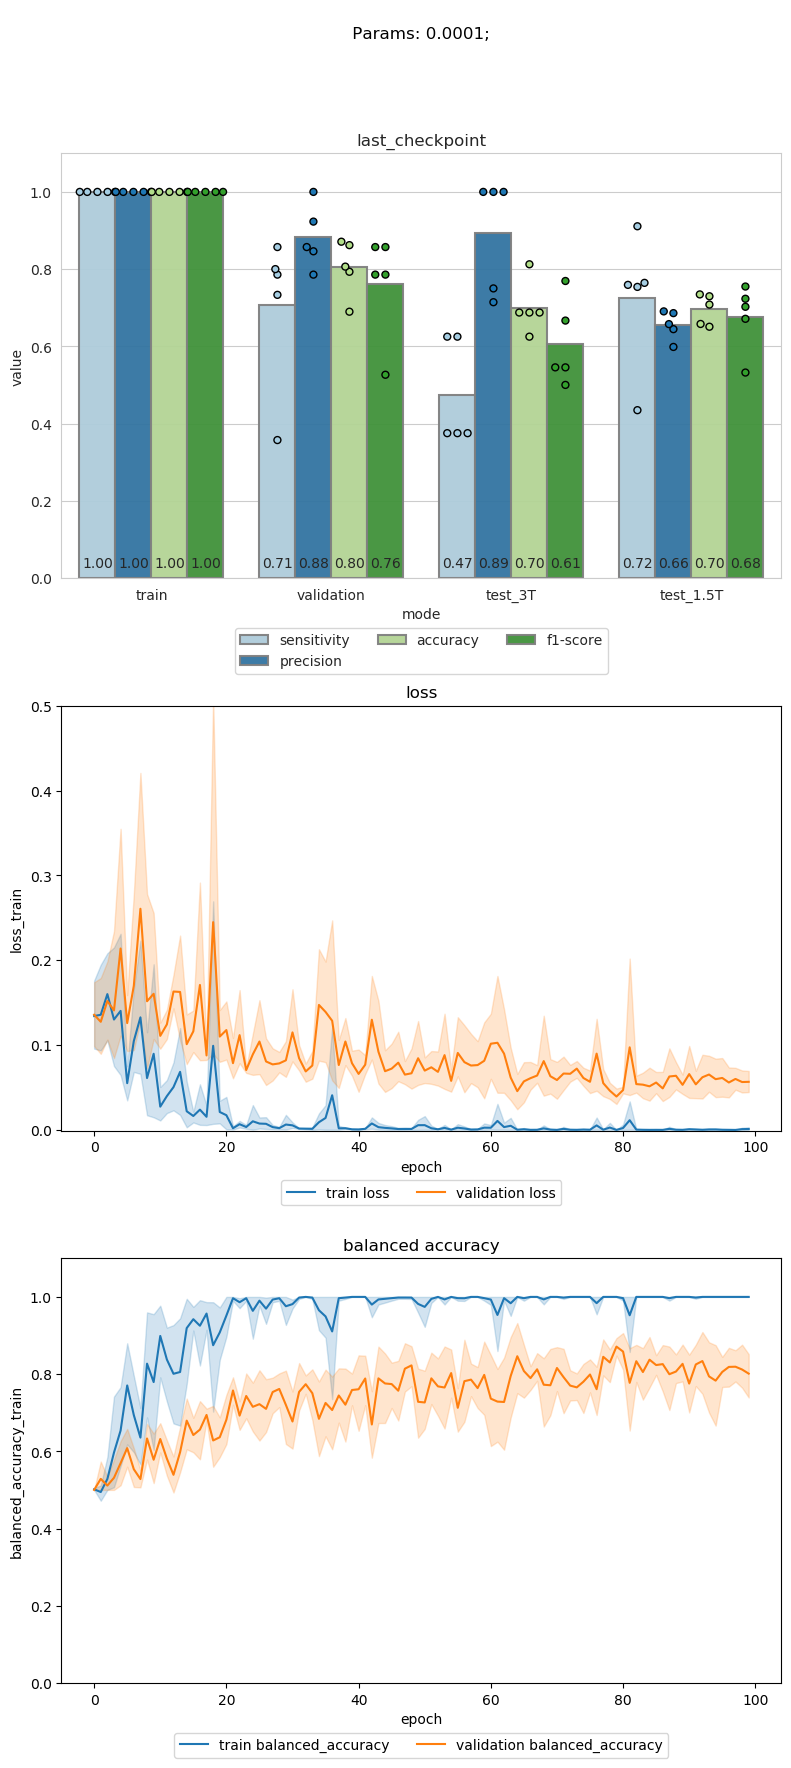 Params: 0.0001;
last_checkpoint
value
1.0
0.8
0.6
0.4
0.2
0.0
1.00 1.00 1.00 1.00 0.71 0.88 0.80 0.76 0.47 0.89 0.70 0.61 0.72 0.66 0.70 0.68
train validation test_3T test_1.5T
mode
sensitivity accuracy f1-score
precision
loss
loss_train
0.5
0.4
0.3
0.2
0.1
0.0
0 20 40 60 80 100
epoch
train loss validation loss
balanced accuracy
balanced_accuracy_train
1.0
0.8
0.6
0.4
0.2
0.0
0 20 40 60 80 100
epoch
train balanced_accuracy validation balanced_accuracy